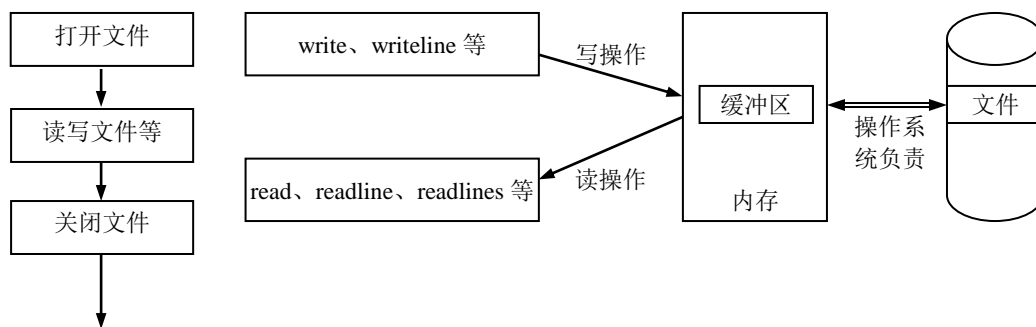 打开文件
读写文件等
关闭文件
write、writeline 等
写操作
read、readline、readlines 等
读操作
缓冲区
内存
操作系
统负责
文件